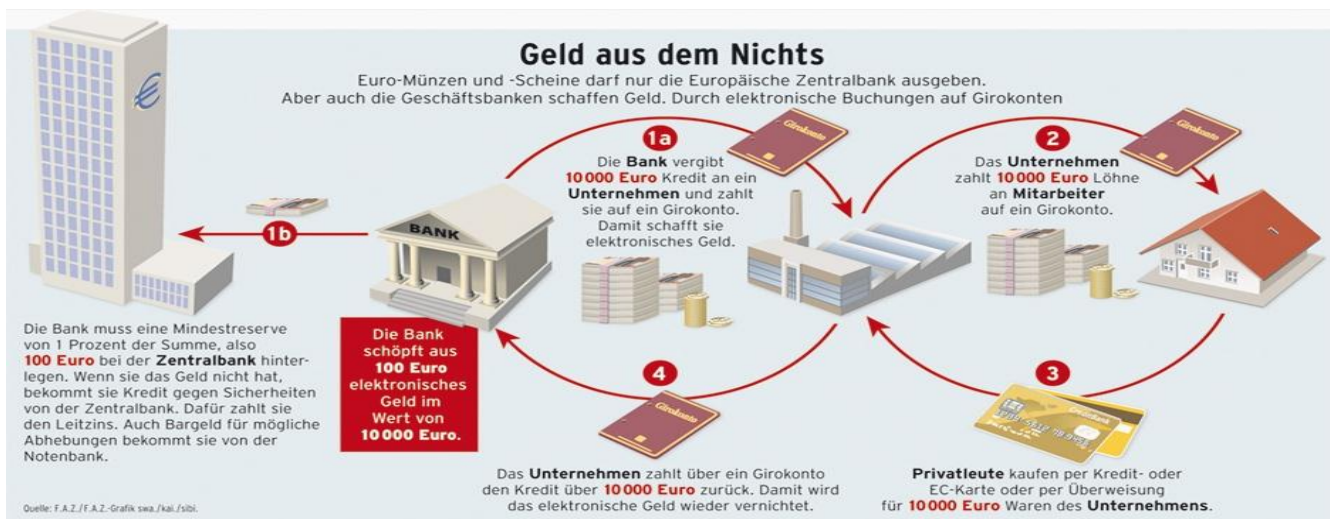 Geld aus dem Nichts
Euro-Münzen und -Scheine darf nur die Europäische Zentralbank ausgeben.
Aber auch die Geschäftsbanken schaffen Geld. Durch elektronische Buchungen auf Girokonten
€
1a
Girokonto
Die Bank vergibt
10 000 Euro Kredit an ein
Unternehmen und zahlt
sie auf ein Girokonto.
Damit schafft sie
elektronisches Geld.
2
Girokonto
Das Unternehmen
zahlt 10 000 Euro Löhne
an Mitarbeiter
auf ein Girokonto.
1b
BANK
Die Bank muss eine Mindestreserve
von 1 Prozent der Summe, also
100 Euro bei der Zentralbank hinter-
legen. Wenn sie das Geld nicht hat,
bekommt sie Kredit gegen Sicherheiten
von der Zentralbank. Dafür zahlt sie
den Leitzins. Auch Bargeld für mögliche
Abhebungen bekommt sie von der
Notenbank.
Die Bank
schöpft aus
100 Euro
elektronisches
Geld im
Wert von
10 000 Euro.
4
Girokonto
Das Unternehmen zahlt über ein Girokonto
den Kredit über 10 000 Euro zurück. Damit wird
das elektronische Geld wieder vernichtet.
3
Privatleute kaufen per Kredit- oder
EC-Karte oder per Überweisung
für 10 000 Euro Waren des Unternehmens.
Quelle: F.A.Z./F.A.Z.-Grafik swa./kai./sibi.